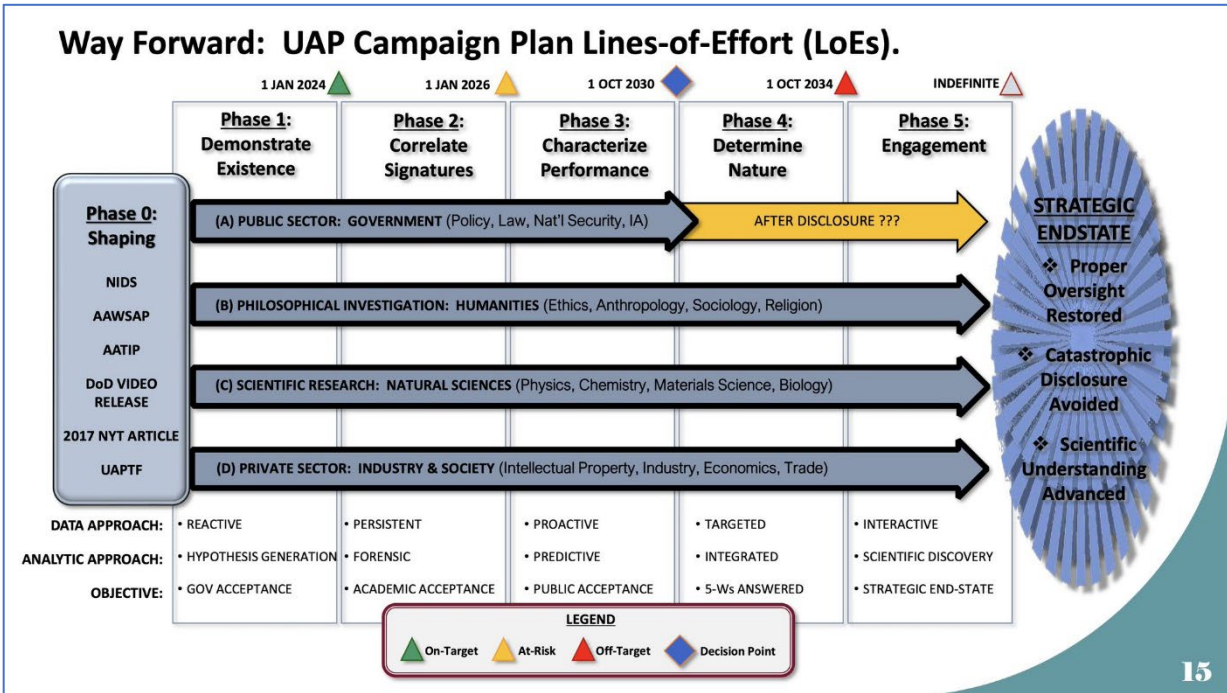 Way Forward: UAP Campaign Plan Lines-of-Effort (LoEs).
1 JAN 2024
1 JAN 2026
1 OCT 2030
1 OCT 2034
INDEFINITE
Phase 1:
Demonstrate
Existence
Phase 2:
Correlate
Signatures
Phase 3:
Characterize
Performance
Phase 4:
Determine
Nature
Phase 5:
Engagement
Phase 0:
Shaping
NIDS
AAWSAP
AATIP
DoD VIDEO
RELEASE
2017 NYT ARTICLE
UAPTF
(A) PUBLIC SECTOR: GOVERNMENT (Policy, Law, Nat'l Security, IA)
AFTER DISCLOSURE ???
(B) PHILOSOPHICAL INVESTIGATION: HUMANITIES (Ethics, Anthropology, Sociology, Religion)
(C) SCIENTIFIC RESEARCH: NATURAL SCIENCES (Physics, Chemistry, Materials Science, Biology)
(D) PRIVATE SECTOR: INDUSTRY & SOCIETY (Intellectual Property, Industry, Economics, Trade)
STRATEGIC
ENDSTATE
❖ Proper
Oversight
Restored
❖ Catastrophic
Disclosure
Avoided
❖ Scientific
Understanding
Advanced
DATA APPROACH: • REACTIVE • PERSISTENT • PROACTIVE • TARGETED • INTERACTIVE
ANALYTIC APPROACH: • HYPOTHESIS GENERATION • FORENSIC • PREDICTIVE • INTEGRATED • SCIENTIFIC DISCOVERY
OBJECTIVE: • GOV ACCEPTANCE • ACADEMIC ACCEPTANCE • PUBLIC ACCEPTANCE • 5-Ws ANSWERED • STRATEGIC END-STATE
LEGEND
On-Target At-Risk Off-Target Decision Point
15